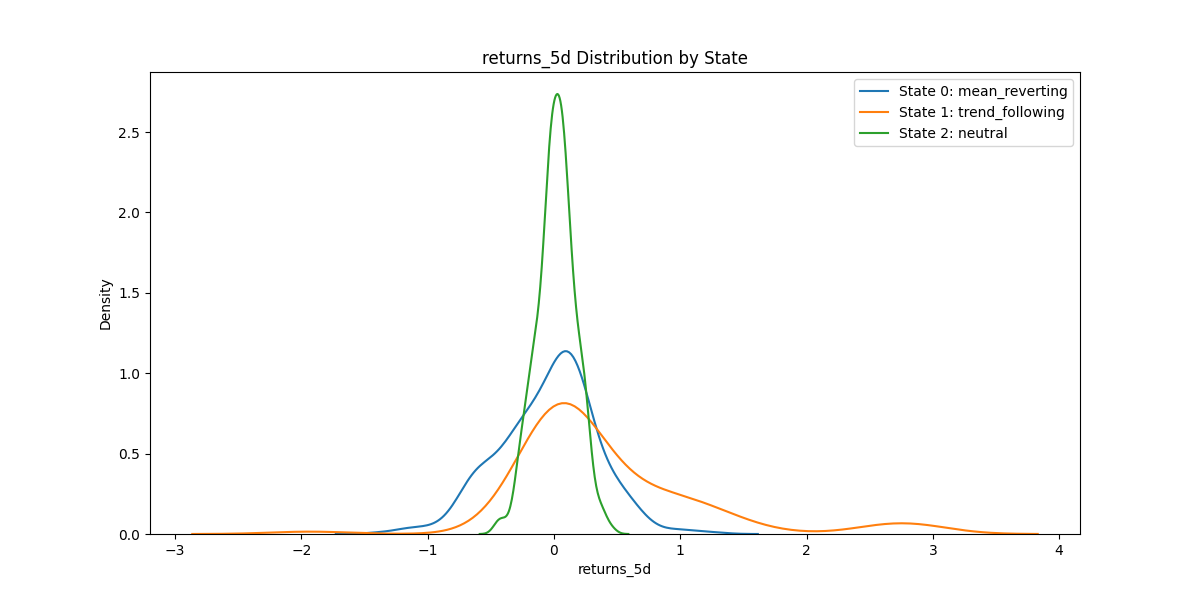 returns_5d Distribution by State
State 0: mean_reverting
State 1: trend_following
State 2: neutral
Density
2.5
2.0
1.5
1.0
0.5
0.0
−3
−2
−1
0
1
2
3
4
returns_5d